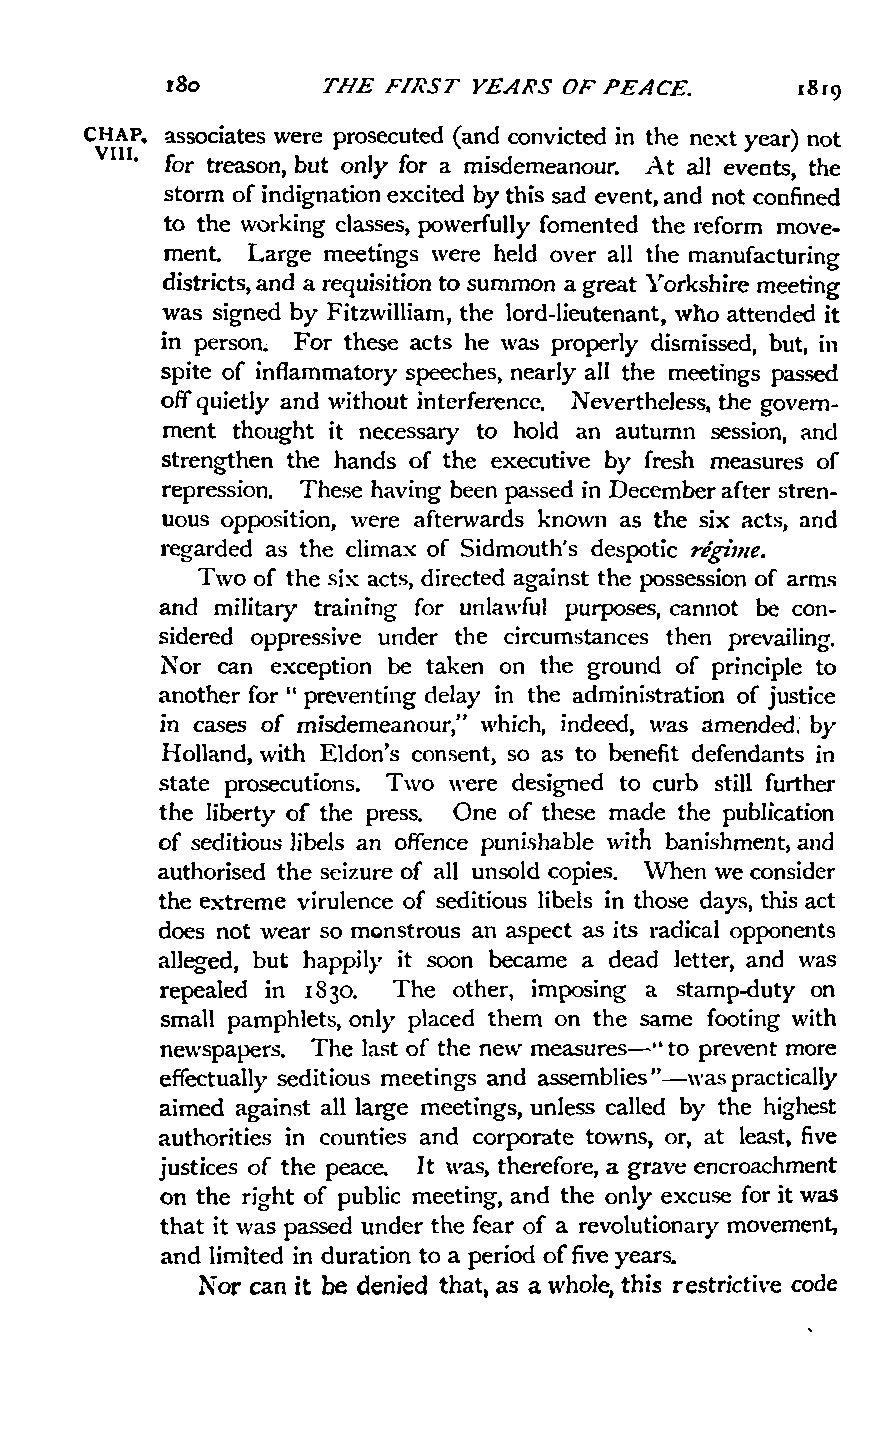 180 THE FIRST YEARS OF PEACE. 1819
CHAP. VIII.
associates were prosecuted (and convicted in the next year) not
for treason, but only for a misdemeanour. At all events, the
storm of indignation excited by this sad event, and not confined
to the working classes, powerfully fomented the reform move-
ment. Large meetings were held over all the manufacturing
districts, and a requisition to summon a great Yorkshire meeting
was signed by Fitzwilliam, the lord-lieutenant, who attended it
in person. For these acts he was properly dismissed, but, in
spite of inflammatory speeches, nearly all the meetings passed
off quietly and without interference. Nevertheless, the govern-
ment thought it necessary to hold an autumn session, and
strengthen the hands of the executive by fresh measures of
repression. These having been passed in December after stren-
uous opposition, were afterwards known as the six acts, and
regarded as the climax of Sidmouth's despotic régime.
Two of the six acts, directed against the possession of arms
and military training for unlawful purposes, cannot be con-
sidered oppressive under the circumstances then prevailing.
Nor can exception be taken on the ground of principle to
another for "preventing delay in the administration of justice
in cases of misdemeanour," which, indeed, was amended by
Holland, with Eldon's consent, so as to benefit defendants in
state prosecutions. Two were designed to curb still further
the liberty of the press. One of these made the publication
of seditious libels an offence punishable with banishment, and
authorised the seizure of all unsold copies. When we consider
the extreme virulence of seditious libels in those days, this act
does not wear so monstrous an aspect as its radical opponents
alleged, but happily it soon became a dead letter, and was
repealed in 1830. The other, imposing a stamp-duty on
small pamphlets, only placed them on the same footing with
newspapers. The last of the new measures—"to prevent more
effectually seditious meetings and assemblies"—was practically
aimed against all large meetings, unless called by the highest
authorities in counties and corporate towns, or, at least, five
justices of the peace. It was, therefore, a grave encroachment
on the right of public meeting, and the only excuse for it was
that it was passed under the fear of a revolutionary movement,
and limited in duration to a period of five years.
Nor can it be denied that, as a whole, this restrictive code